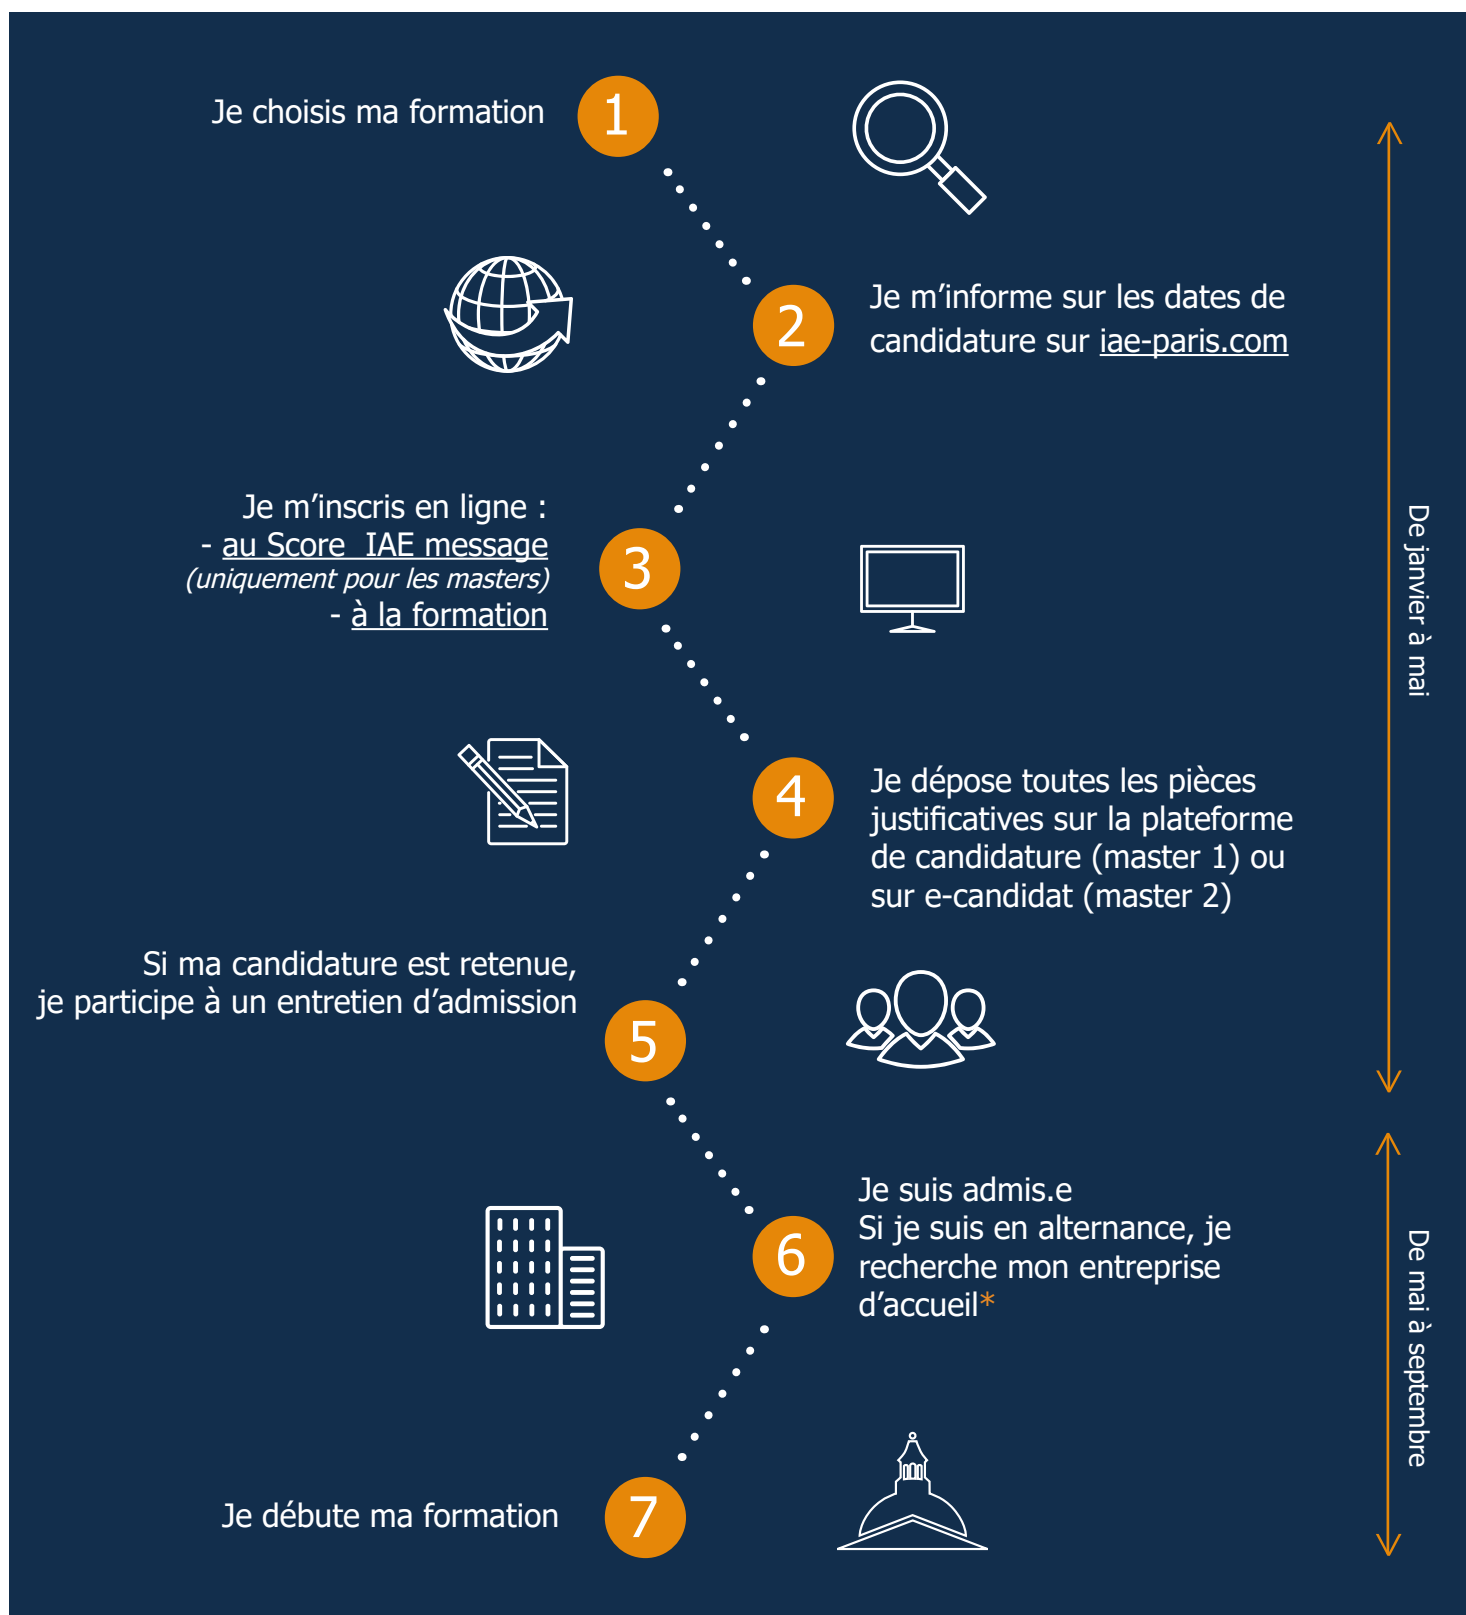 Je choisis ma formation
1
2
Je m’informe sur les dates de
candidature sur iae-paris.com
Je m’inscris en ligne :
- au Score  IAE message
(uniquement pour les masters)
- à la formation
3
4
Je dépose toutes les pièces
justificatives sur la plateforme
de candidature (master 1) ou
sur e-candidat (master 2)
Si ma candidature est retenue,
je participe à un entretien d’admission
5
6
Je suis admis.e
Si je suis en alternance, je
recherche mon entreprise
d’accueil*
Je débute ma formation
7
De janvier à mai
De mai à septembre